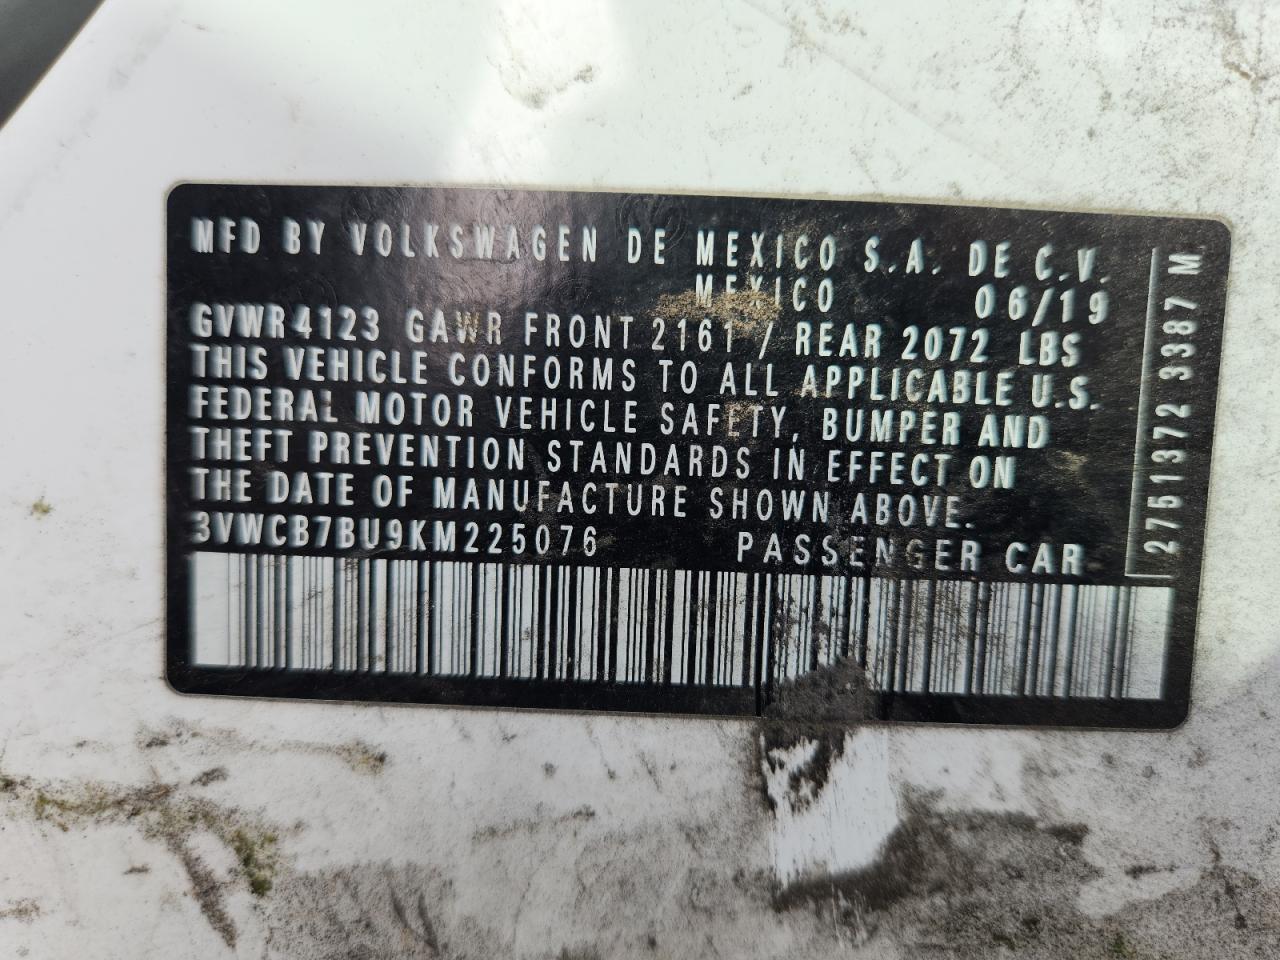 MFD BY VOLKSWAGEN DE MEXICO S.A. DE C.V.
MEXICO 06/19
GVWR 4123 GAWR FRONT 2161 / REAR 2072 LBS
THIS VEHICLE CONFORMS TO ALL APPLICABLE U.S.
FEDERAL MOTOR VEHICLE SAFETY, BUMPER AND
THEFT PREVENTION STANDARDS IN EFFECT ON
THE DATE OF MANUFACTURE SHOWN ABOVE.
3VWCB7BU9KM225076 PASSENGER CAR
2751372 3387 M